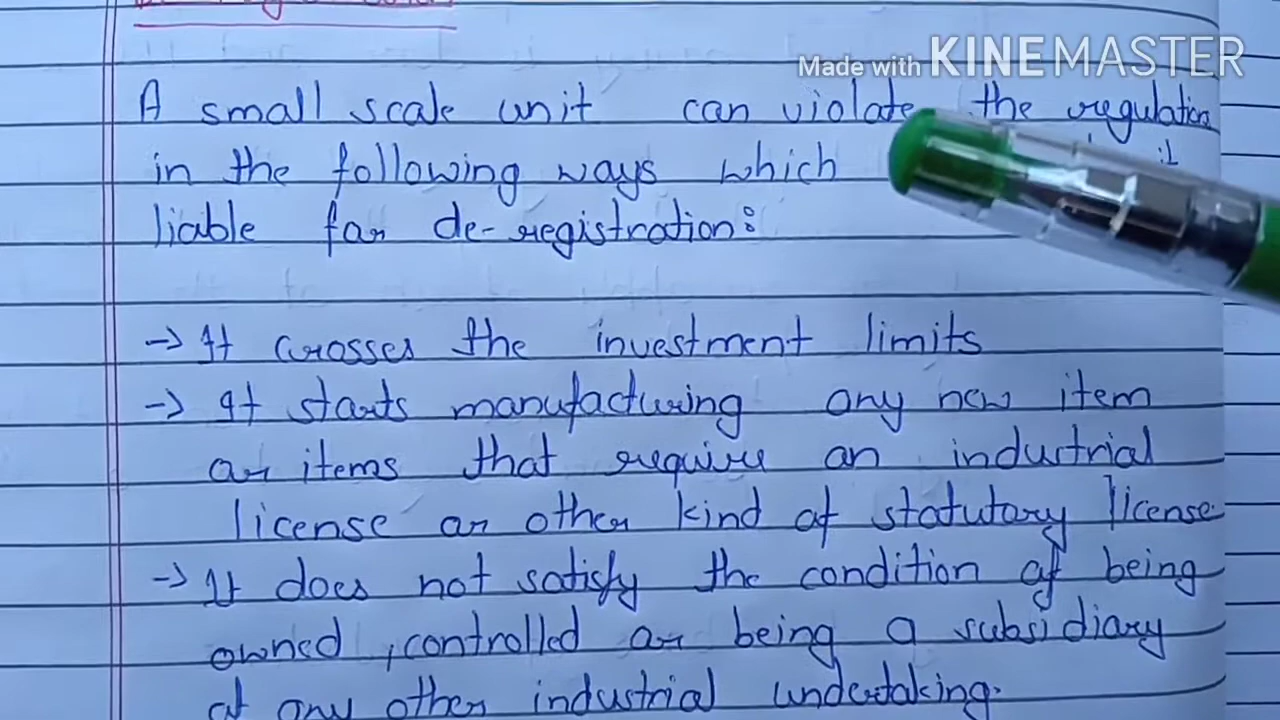 Made with KINEMASTER
A small scale unit can violate the regulation
in the following ways which it
liable for de-registration:
→ It crosses the investment limits
→ It starts manufacturing any new item
or items that require an industrial
license or other kind of statutary license.
→ It does not satisfy the condition of being
owned, controlled or being a subsidiary
of any other industrial undertaking.